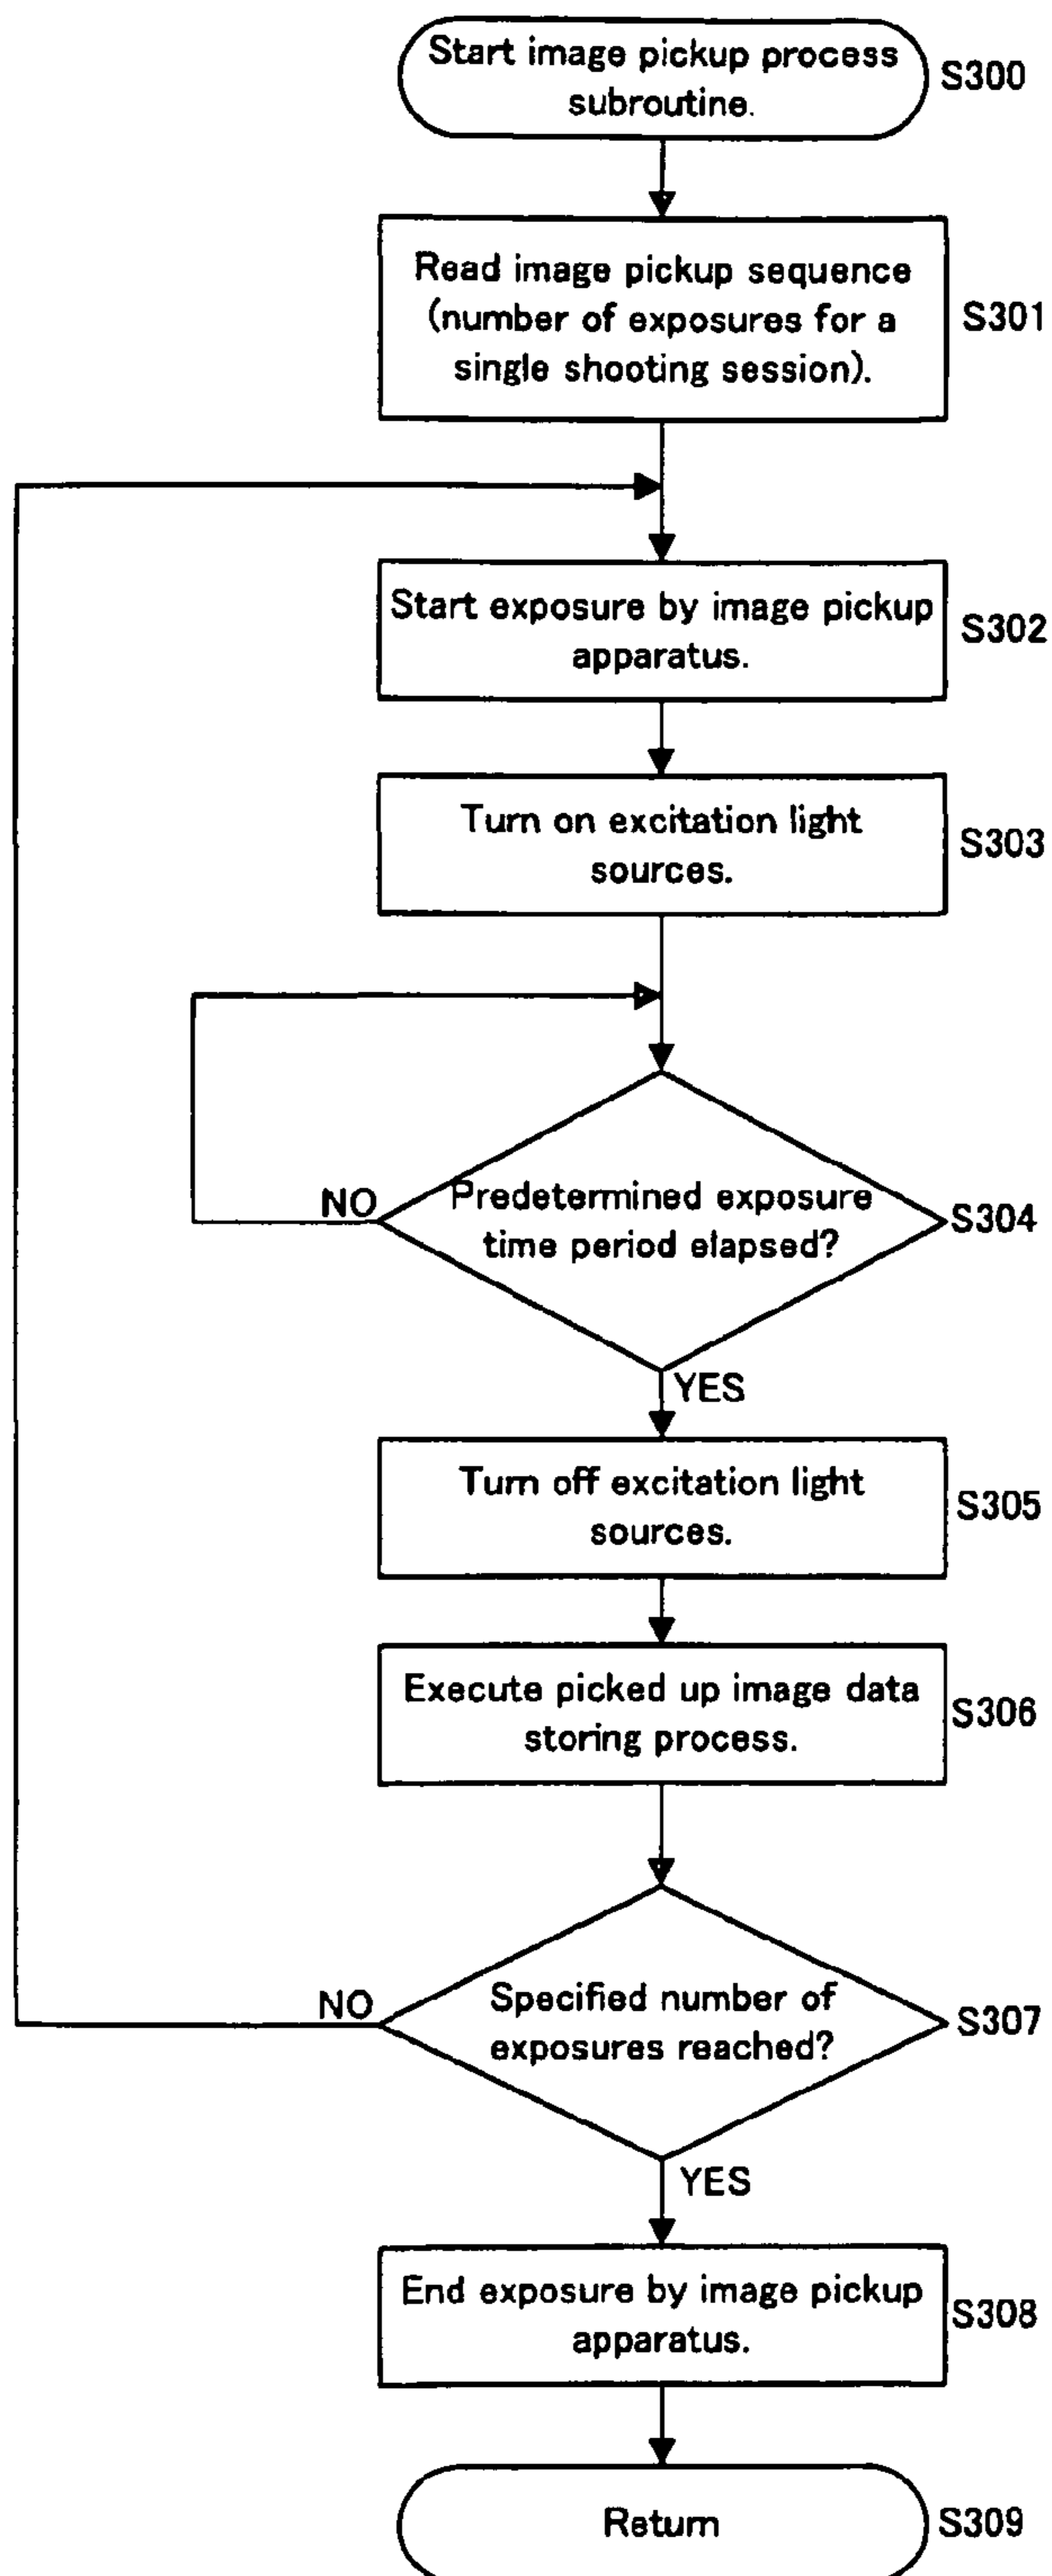 Start image pickup process
subroutine.
S300
Read image pickup sequence
(number of exposures for a
single shooting session).
S301
Start exposure by image pickup
apparatus.
S302
Turn on excitation light
sources.
S303
NO
Predetermined exposure
time period elapsed?
S304
YES
Turn off excitation light
sources.
S305
Execute picked up image data
storing process.
S306
NO
Specified number of
exposures reached?
S307
YES
End exposure by image pickup
apparatus.
S308
Return
S309